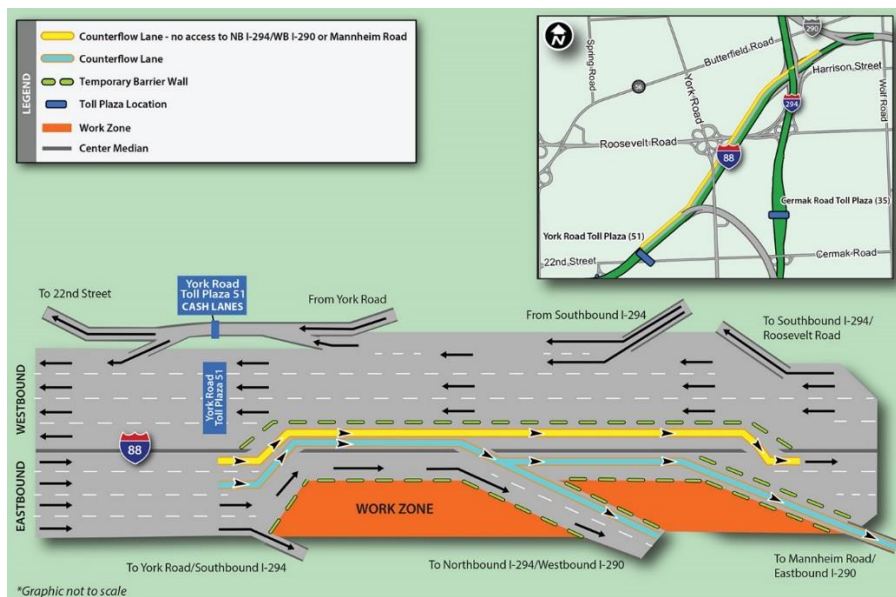 LEGEND
Counterflow Lane - no access to NB I-294/WB I-290 or Mannheim Road
Counterflow Lane
Temporary Barrier Wall
Toll Plaza Location
Work Zone
Center Median
N
290
Spring Road
Butterfield Road
Harrison Street
56
York Road
294
Wolf Road
Roosevelt Road
88
Cermak Road Toll Plaza (35)
York Road Toll Plaza (51)
22nd Street
Cermak Road
To 22nd Street
York Road
Toll Plaza 51
CASH LANES
From York Road
From Southbound I-294
To Southbound I-294/
Roosevelt Road
WESTBOUND
York Road
Toll Plaza 51
88
EASTBOUND
WORK ZONE
To York Road/Southbound I-294
To Northbound I-294/Westbound I-290
To Mannheim Road/
Eastbound I-290
*Graphic not to scale